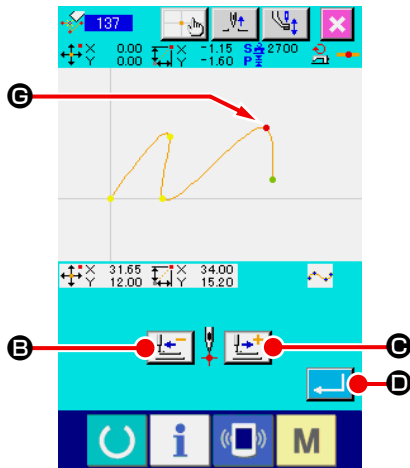 137
X 0.00 X -1.15 S 2700
Y 0.00 Y -1.60 P
G
X 31.65 X 34.00
Y 12.00 Y 15.20
B C
D
i M